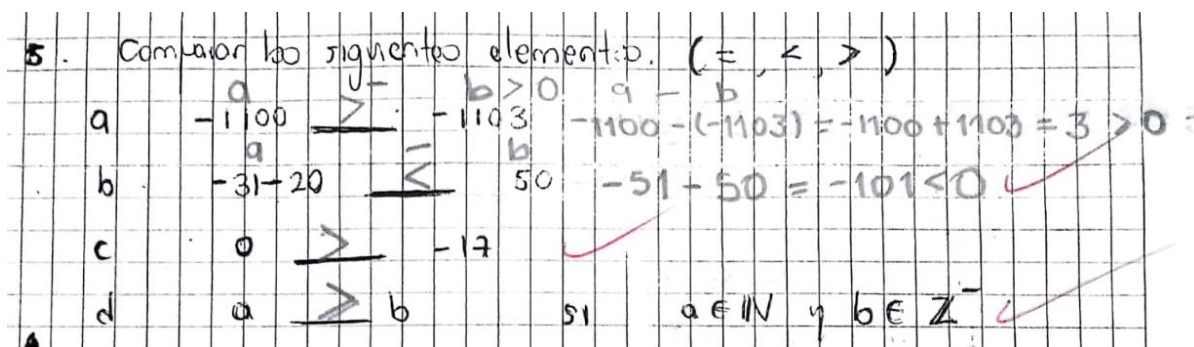 5. Comparar los siguientes elementos. (=, <, >)
a - b > 0 a - b
a -1100 > -1103 -1100 - (-1103) = -1100 + 1103 = 3 > 0 =
a - b
b -31-20 < 50 -51 - 50 = -101 < 0
c 0 > -17
d a > b si a ∈ ℕ y b ∈ ℤ⁻